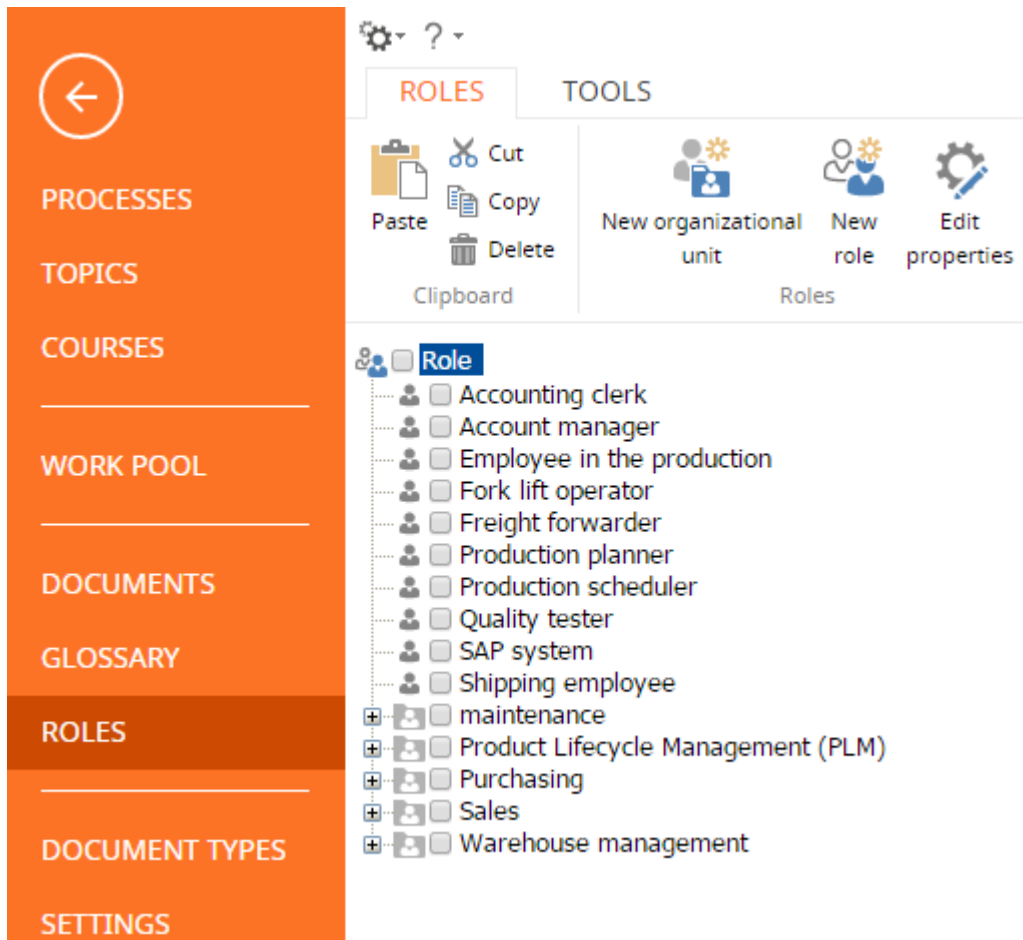 ?
ROLES
TOOLS
Paste
Cut
Copy
Delete
Clipboard
New organizational
unit
New
role
Edit
properties
Roles
PROCESSES
TOPICS
COURSES
WORK POOL
DOCUMENTS
GLOSSARY
ROLES
DOCUMENT TYPES
SETTINGS
Role
Accounting clerk
Account manager
Employee in the production
Fork lift operator
Freight forwarder
Production planner
Production scheduler
Quality tester
SAP system
Shipping employee
maintenance
Product Lifecycle Management (PLM)
Purchasing
Sales
Warehouse management